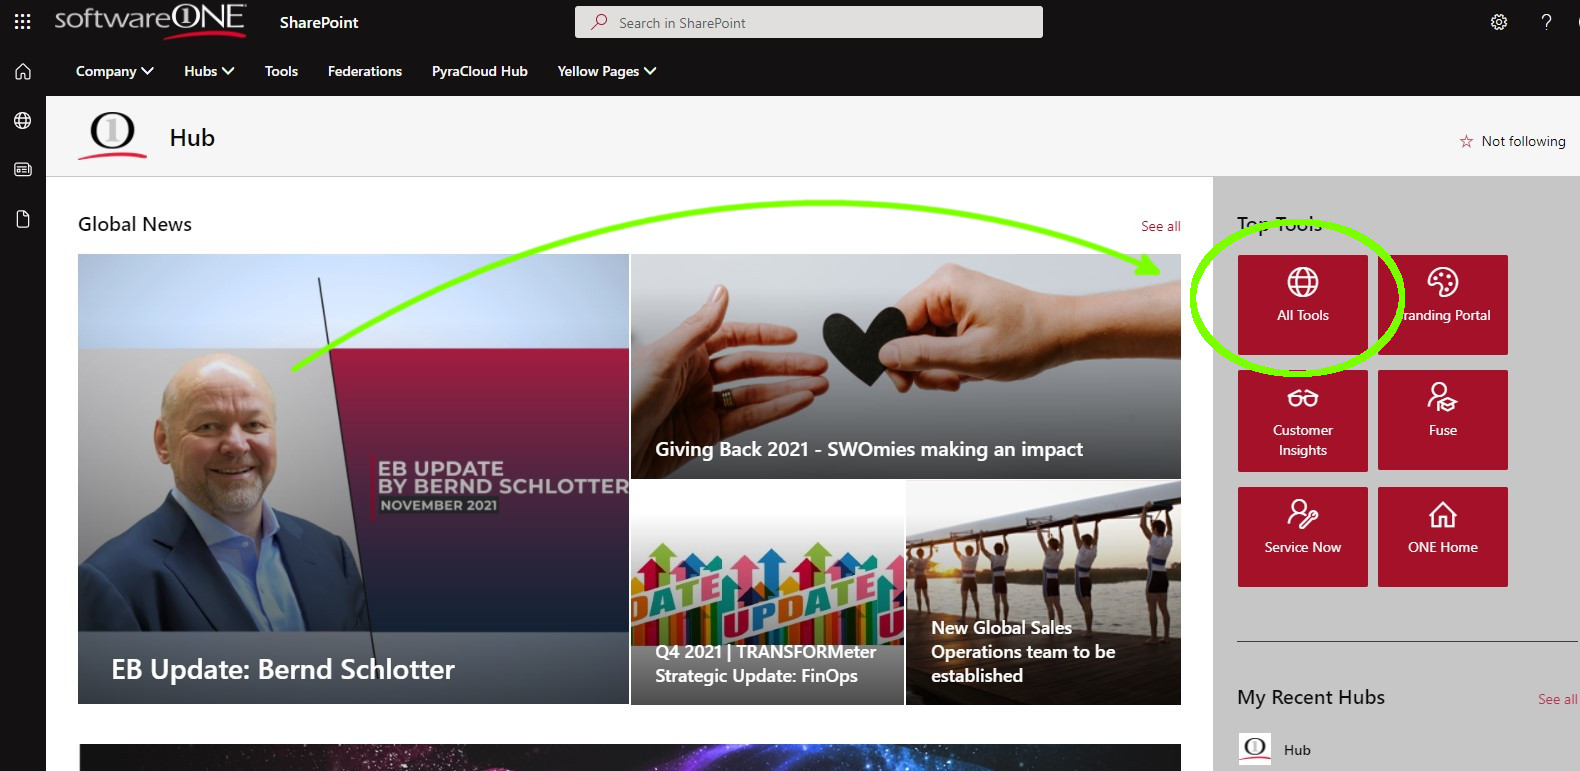 softwareONE
SharePoint
Search in SharePoint
?
Company
Hubs
Tools
Federations
PyraCloud Hub
Yellow Pages
1
Hub
Not following
Global News
See all
EB UPDATE
BY BERND SCHLOTTER
NOVEMBER 2021
EB Update: Bernd Schlotter
Giving Back 2021 - SWOmies making an impact
DATE UPDATE
Q4 2021 | TRANSFORMeter
Strategic Update: FinOps
New Global Sales
Operations team to be
established
Top Tools
All Tools
randing Portal
Customer
Insights
Fuse
Service Now
ONE Home
My Recent Hubs
See all
Hub